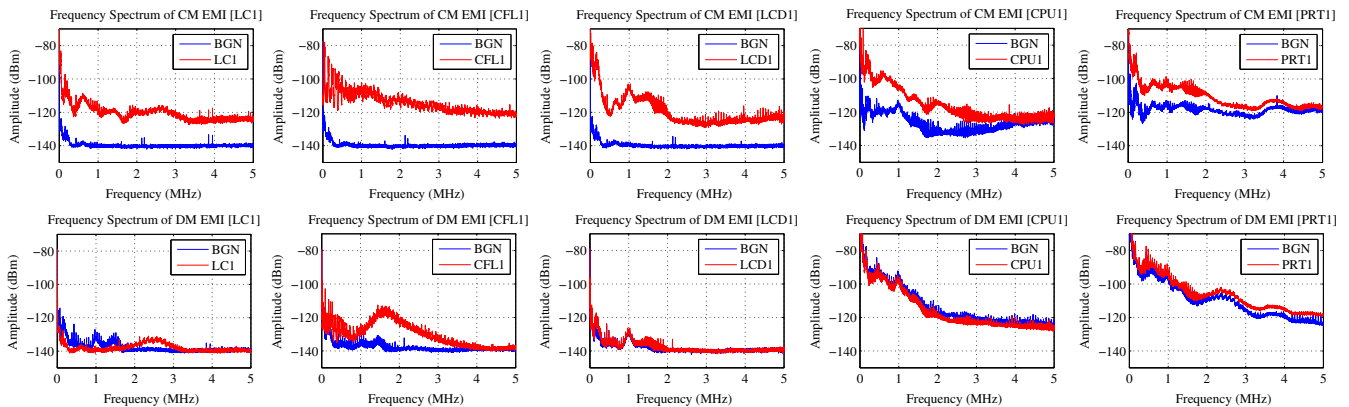 Frequency Spectrum of CM EMI [LC1]
Amplitude (dBm)
−80
−100
−120
−140
BGN
LC1
0 1 2 3 4 5
Frequency (MHz)
Frequency Spectrum of CM EMI [CFL1]
Amplitude (dBm)
−80
−100
−120
−140
BGN
CFL1
0 1 2 3 4 5
Frequency (MHz)
Frequency Spectrum of CM EMI [LCD1]
Amplitude (dBm)
−80
−100
−120
−140
BGN
LCD1
0 1 2 3 4 5
Frequency (MHz)
Frequency Spectrum of CM EMI [CPU1]
Amplitude (dBm)
−80
−100
−120
−140
BGN
CPU1
0 1 2 3 4 5
Frequency (MHz)
Frequency Spectrum of CM EMI [PRT1]
Amplitude (dBm)
−80
−100
−120
−140
BGN
PRT1
0 1 2 3 4 5
Frequency (MHz)
Frequency Spectrum of DM EMI [LC1]
Amplitude (dBm)
−80
−100
−120
−140
BGN
LC1
0 1 2 3 4 5
Frequency (MHz)
Frequency Spectrum of DM EMI [CFL1]
Amplitude (dBm)
−80
−100
−120
−140
BGN
CFL1
0 1 2 3 4 5
Frequency (MHz)
Frequency Spectrum of DM EMI [LCD1]
Amplitude (dBm)
−80
−100
−120
−140
BGN
LCD1
0 1 2 3 4 5
Frequency (MHz)
Frequency Spectrum of DM EMI [CPU1]
Amplitude (dBm)
−80
−100
−120
−140
BGN
CPU1
0 1 2 3 4 5
Frequency (MHz)
Frequency Spectrum of DM EMI [PRT1]
Amplitude (dBm)
−80
−100
−120
−140
BGN
PRT1
0 1 2 3 4 5
Frequency (MHz)